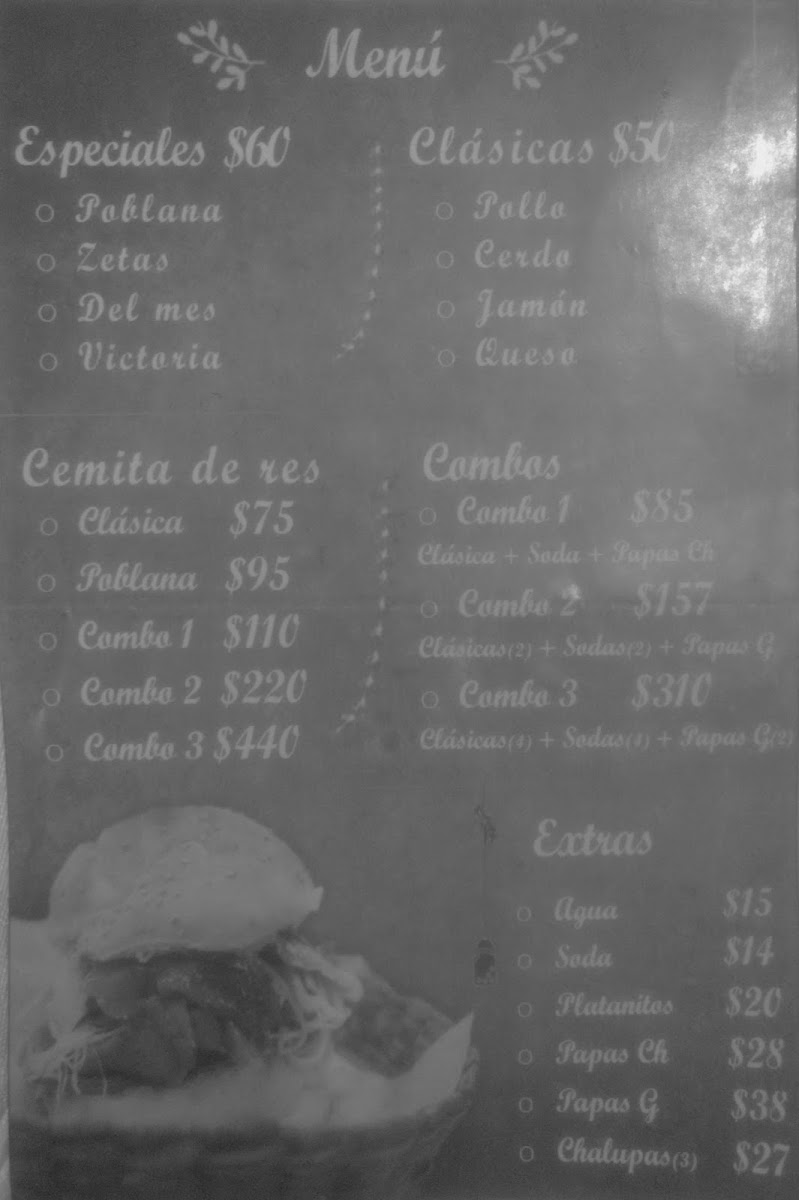 Menú
Especiales $60
Poblana
Zetas
Del mes
Victoria
Clásicas $50
Pollo
Cerdo
Jamón
Queso
Cemita de res
Clásica $75
Poblana $95
Combo 1 $110
Combo 2 $220
Combo 3 $440
Combos
Combo 1 $85
Clásica + Soda + Papas Ch
Combo 2 $157
Clásicas(2) + Sodas(2) + Papas G
Combo 3 $310
Clásicas(4) + Sodas(4) + Papas G(2)
Extras
Agua $15
Soda $14
Platanitos $20
Papas Ch $28
Papas G $38
Chalupas(3) $27